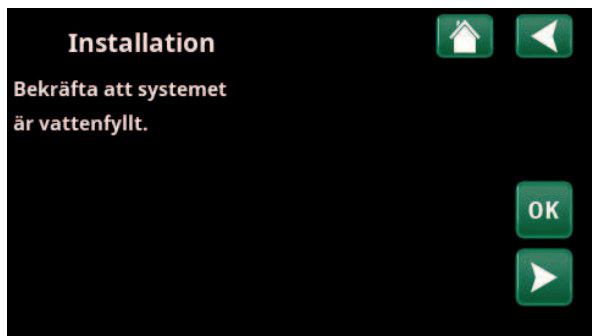 Installation
Bekräfta att systemet
är vattenfyllt.
OK